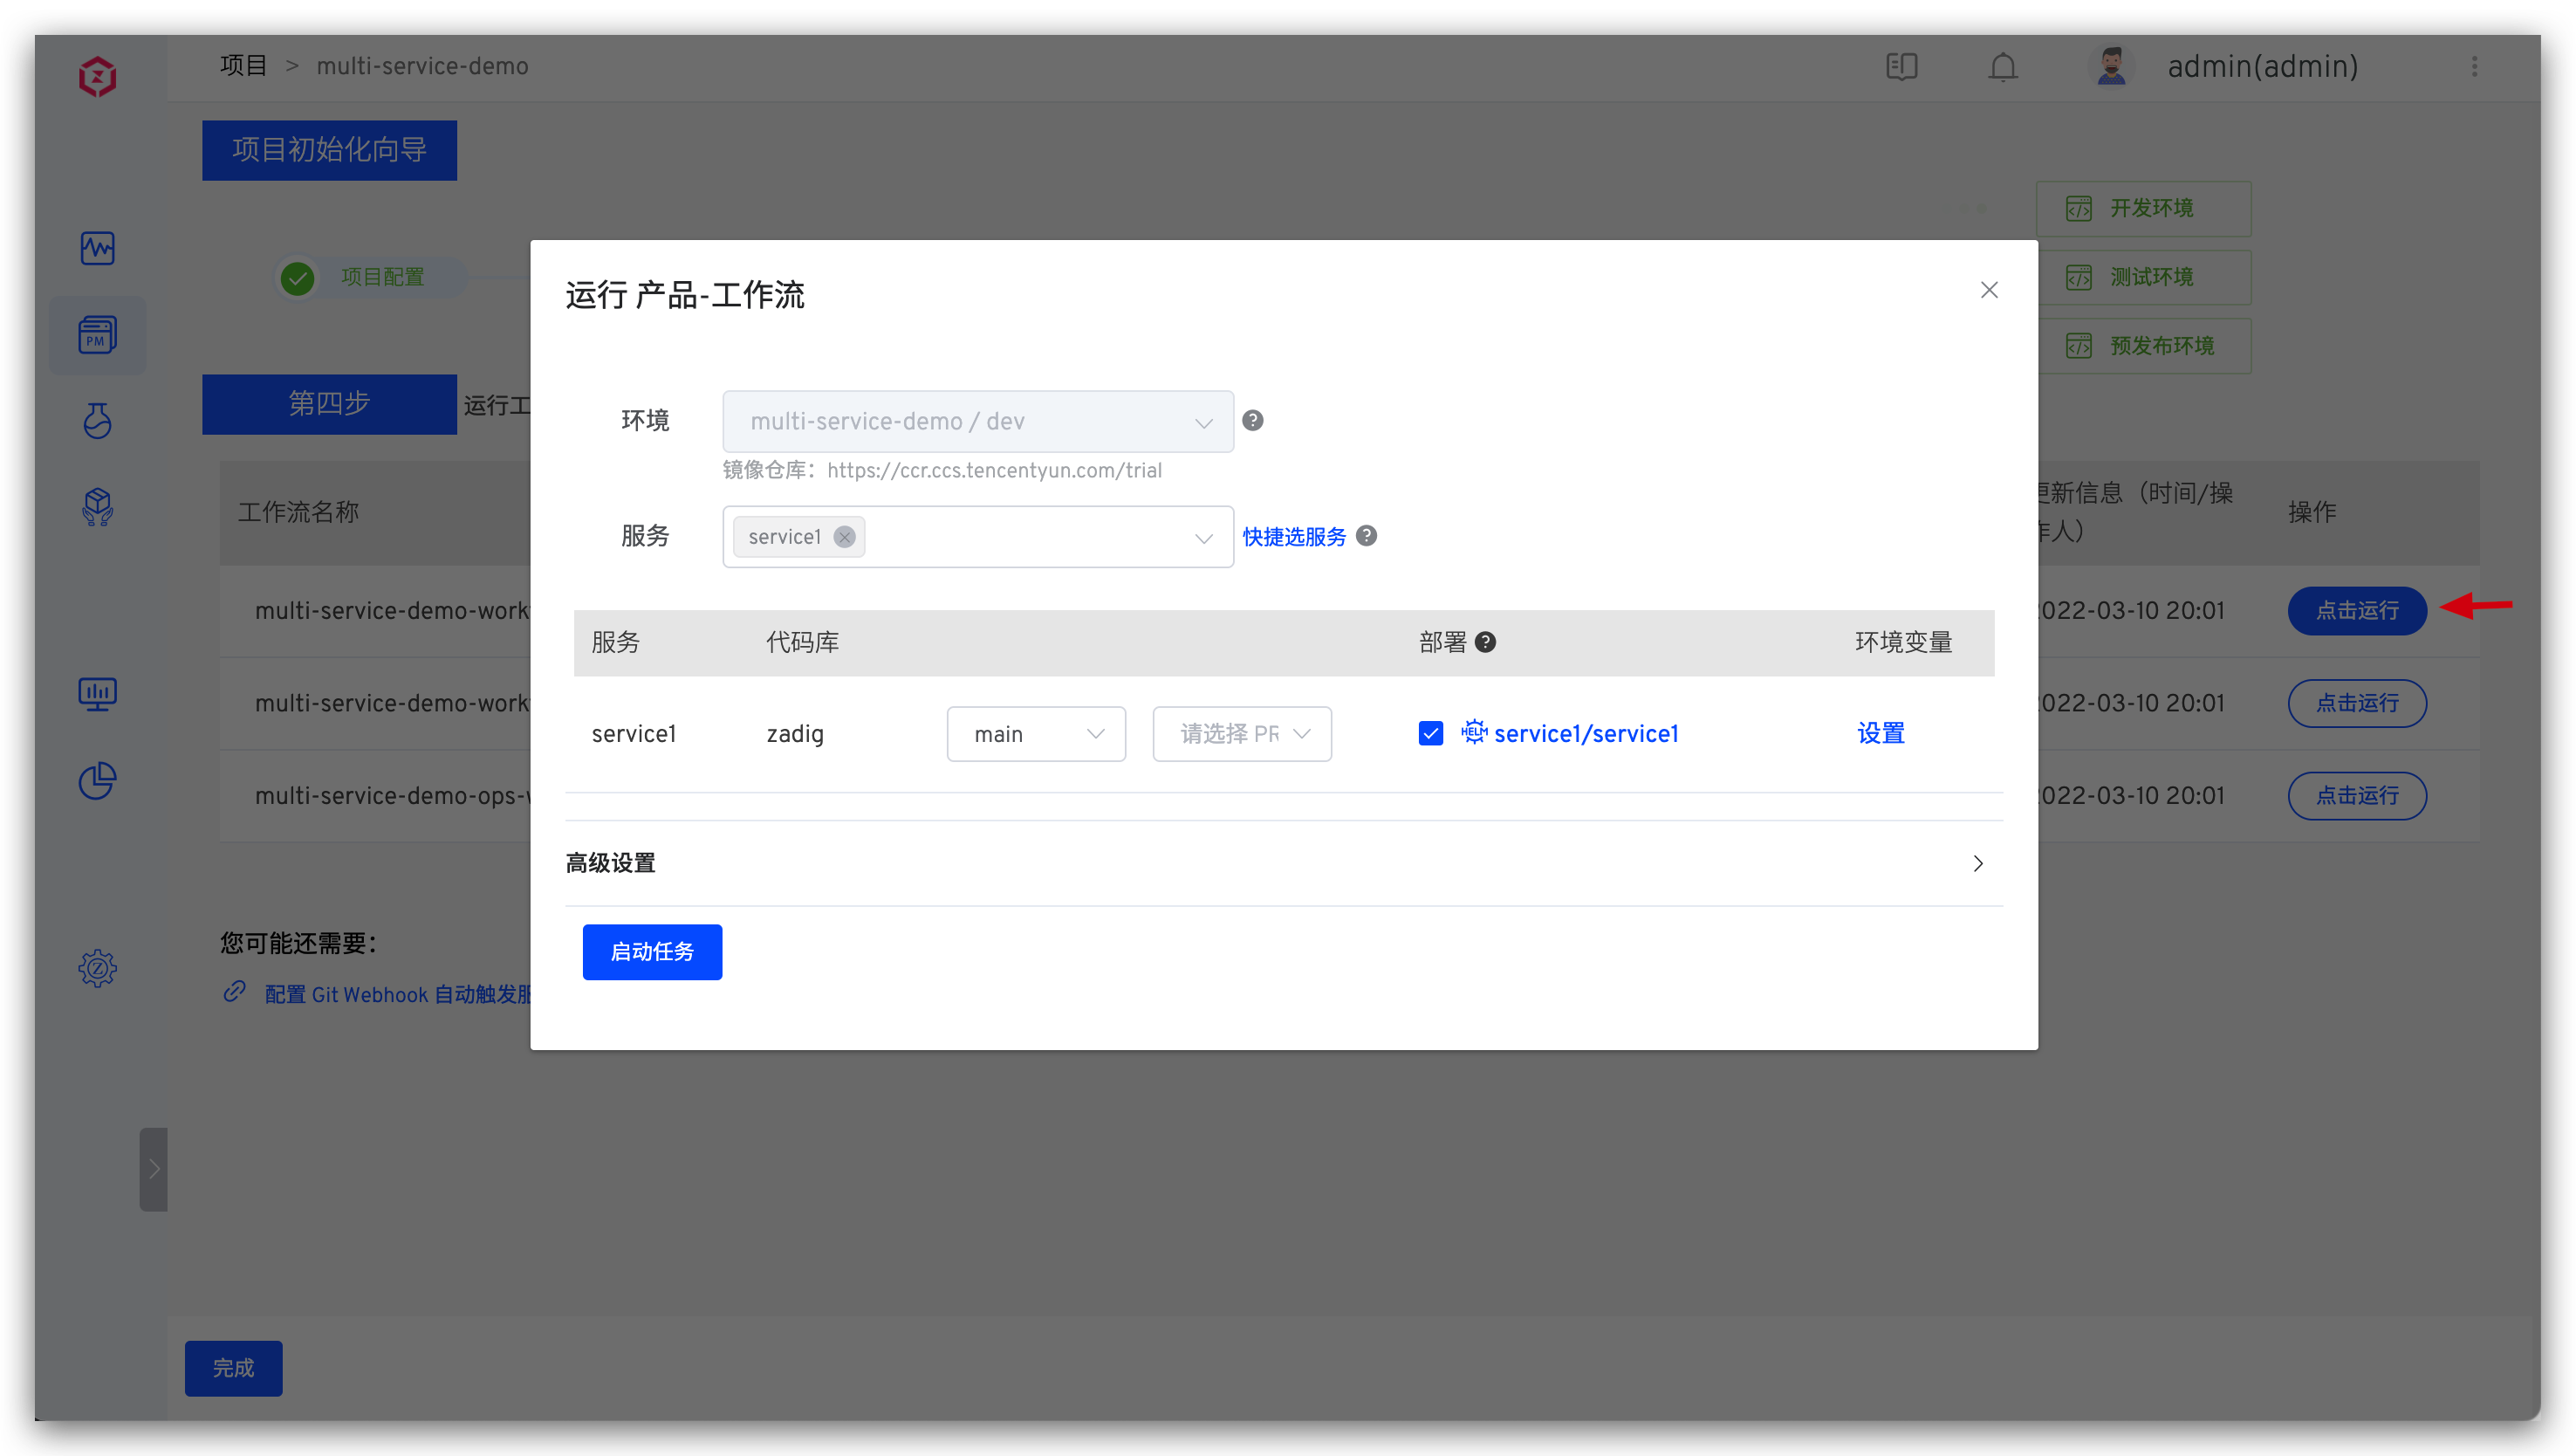 项目 > multi-service-demo
admin(admin)
项目初始化向导
开发环境
项目配置
测试环境
预发布环境
第四步 运行工
运行 产品-工作流
环境 multi-service-demo / dev
镜像仓库：https://ccr.ccs.tencentyun.com/trial
服务 service1 快捷选服务
服务 代码库 部署 环境变量
service1 zadig main 请选择 PR HELM service1/service1 设置
高级设置
启动任务
工作流名称 更新信息（时间/操
作人） 操作
multi-service-demo-work 2022-03-10 20:01 点击运行
multi-service-demo-work 2022-03-10 20:01 点击运行
multi-service-demo-ops- 2022-03-10 20:01 点击运行
您可能还需要：
配置 Git Webhook 自动触发服
完成
PM